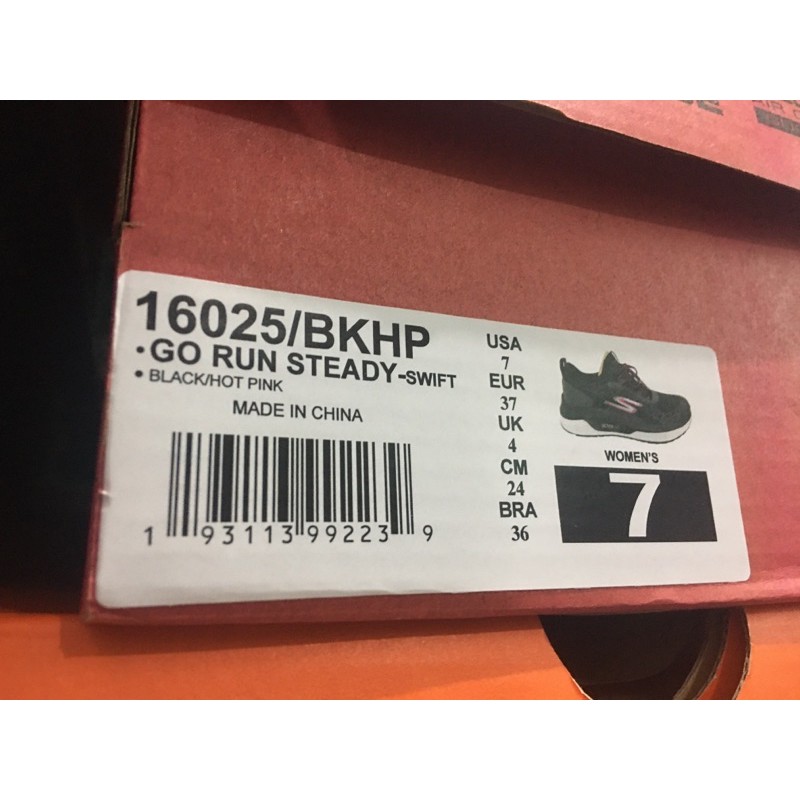 16025/BKHP
• GO RUN STEADY-SWIFT
• BLACK/HOT PINK
MADE IN CHINA
1 93113 99223 9
USA
7
EUR
37
UK
4
CM
24
BRA
36
WOMEN'S
7